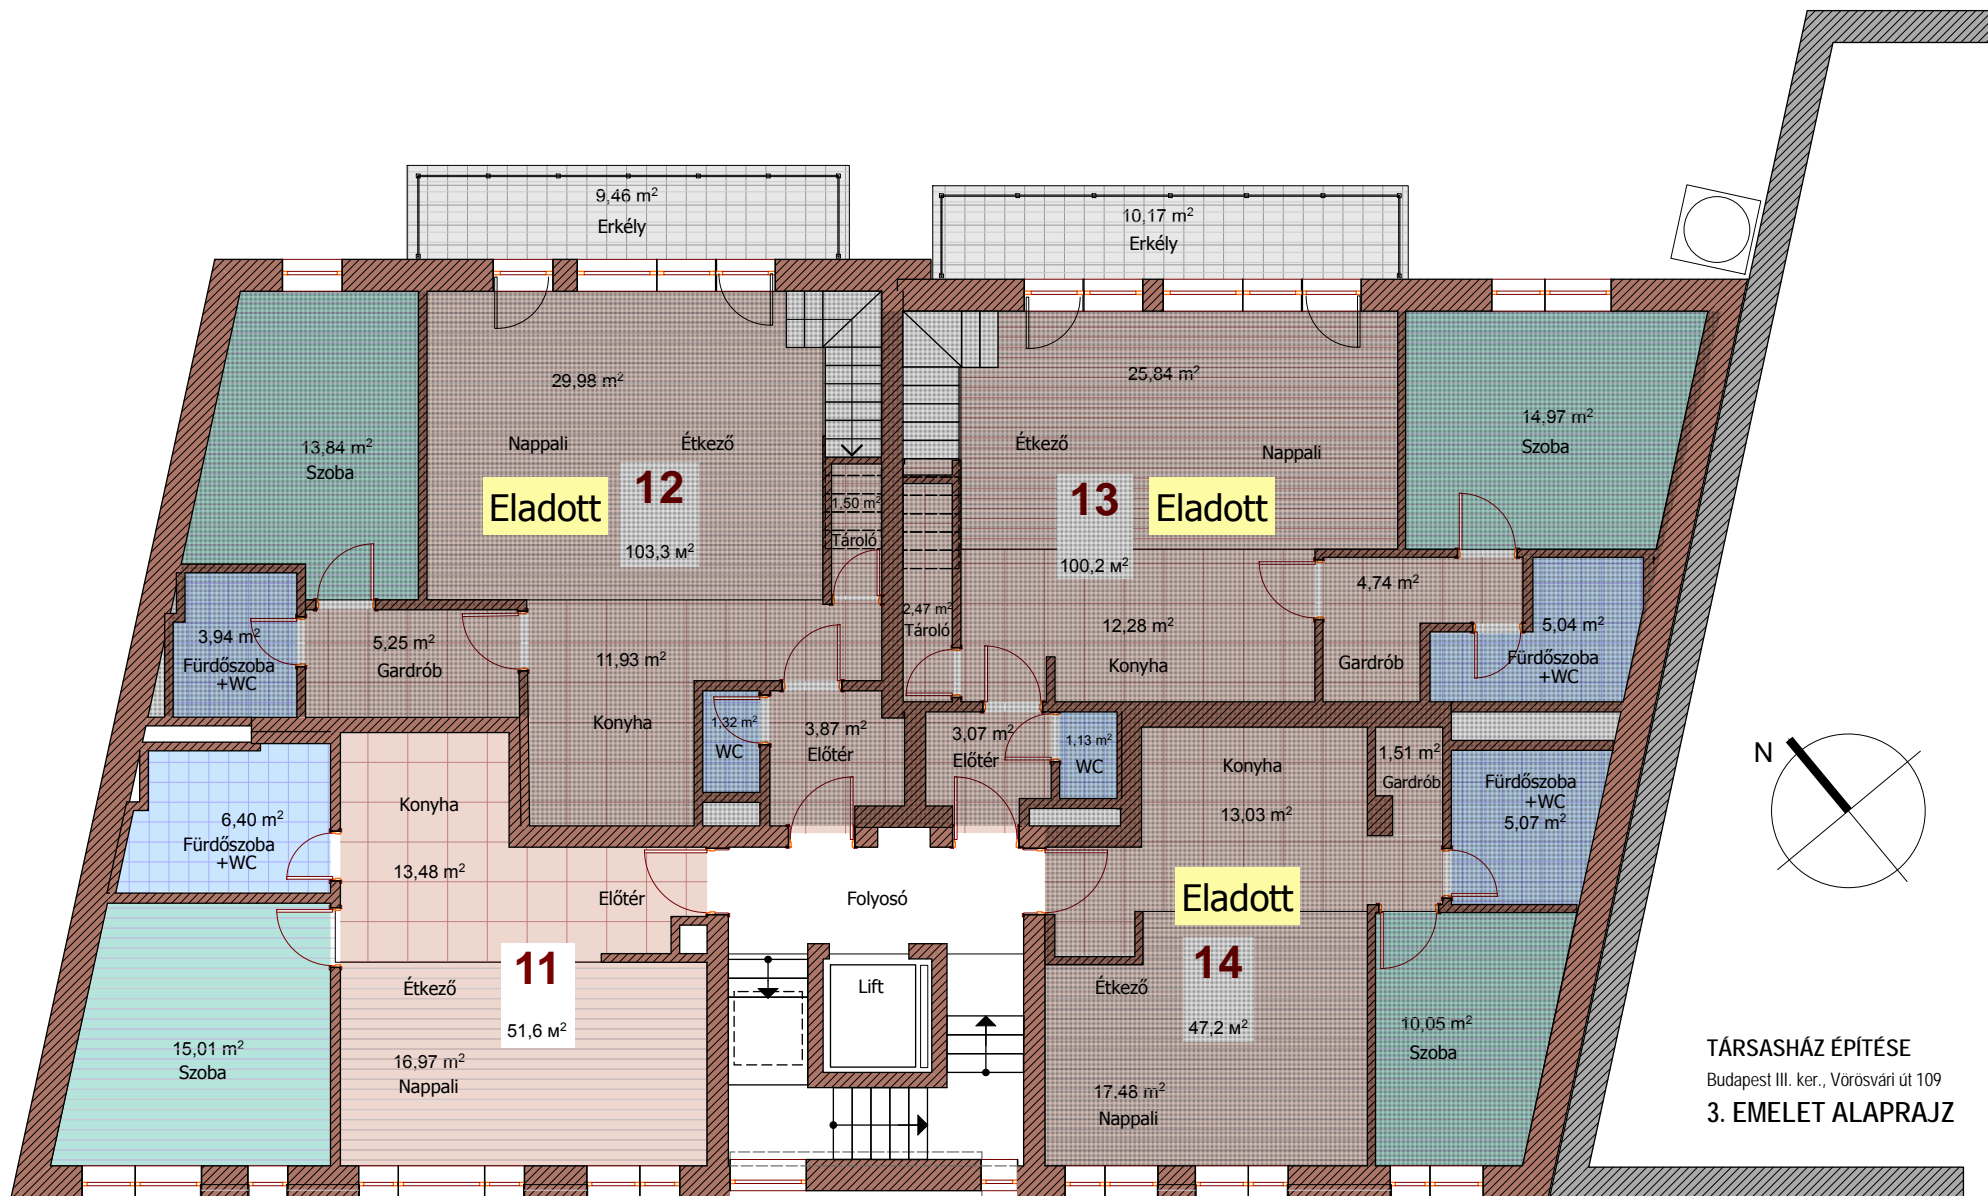 9,46 m²
Erkély
10,17 m²
Erkély
13,84 m²
Szoba
29,98 m²
Nappali
Étkező
Eladott
12
103,3 м²
1,50 m²
Tároló
25,84 m²
Étkező
Nappali
13
Eladott
100,2 м²
14,97 m²
Szoba
3,94 m²
Fürdőszoba
+WC
5,25 m²
Gardrób
11,93 m²
Konyha
1,32 m²
WC
3,87 m²
Előtér
2,47 m²
Tároló
12,28 m²
Konyha
4,74 m²
Gardrób
5,04 m²
Fürdőszoba
+WC
3,07 m²
Előtér
1,13 m²
WC
Konyha
13,03 m²
1,51 m²
Gardrób
Fürdőszoba
+WC
5,07 m²
N
6,40 m²
Fürdőszoba
+WC
Konyha
13,48 m²
Előtér
Folyosó
Eladott
14
47,2 м²
11
51,6 м²
Étkező
16,97 m²
Nappali
15,01 m²
Szoba
Lift
Étkező
17,48 m²
Nappali
10,05 m²
Szoba
TÁRSASHÁZ ÉPÍTÉSE
Budapest III. ker., Vörösvári út 109
3. EMELET ALAPRAJZ